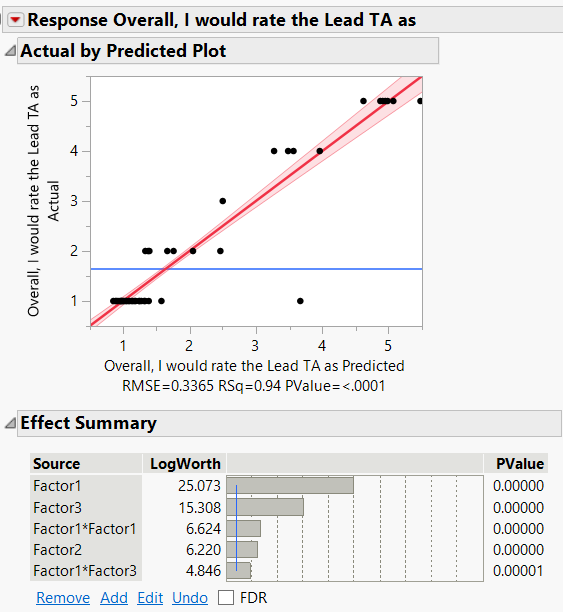 Response Overall, I would rate the Lead TA as
Actual by Predicted Plot
Overall, I would rate the Lead TA as
Actual
5
4
3
2
1
1 2 3 4 5
Overall, I would rate the Lead TA as Predicted
RMSE=0.3365 RSq=0.94 PValue=<.0001
Effect Summary
Source LogWorth PValue
Factor1 25.073 0.00000
Factor3 15.308 0.00000
Factor1*Factor1 6.624 0.00000
Factor2 6.220 0.00000
Factor1*Factor3 4.846 0.00001
Remove Add Edit Undo FDR